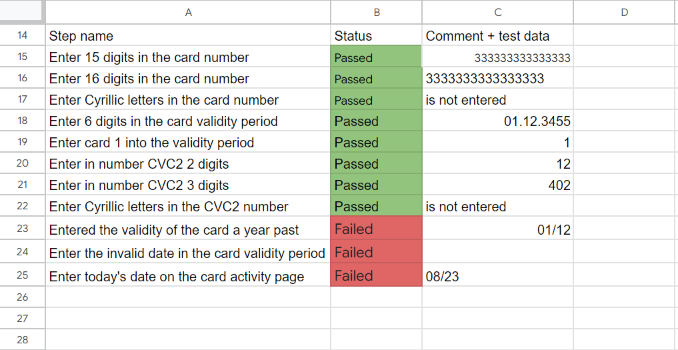 A B C D
14 Step name Status Comment + test data
15 Enter 15 digits in the card number Passed 333333333333333
16 Enter 16 digits in the card number Passed 3333333333333333
17 Enter Cyrillic letters in the card number Passed is not entered
18 Enter 6 digits in the card validity period Passed 01.12.3455
19 Enter card 1 into the validity period Passed 1
20 Enter in number CVC2 2 digits Passed 12
21 Enter in number CVC2 3 digits Passed 402
22 Enter Cyrillic letters in the CVC2 number Passed is not entered
23 Entered the validity of the card a year past Failed 01/12
24 Enter the invalid date in the card validity period Failed
25 Enter today's date on the card activity page Failed 08/23
26
27
28